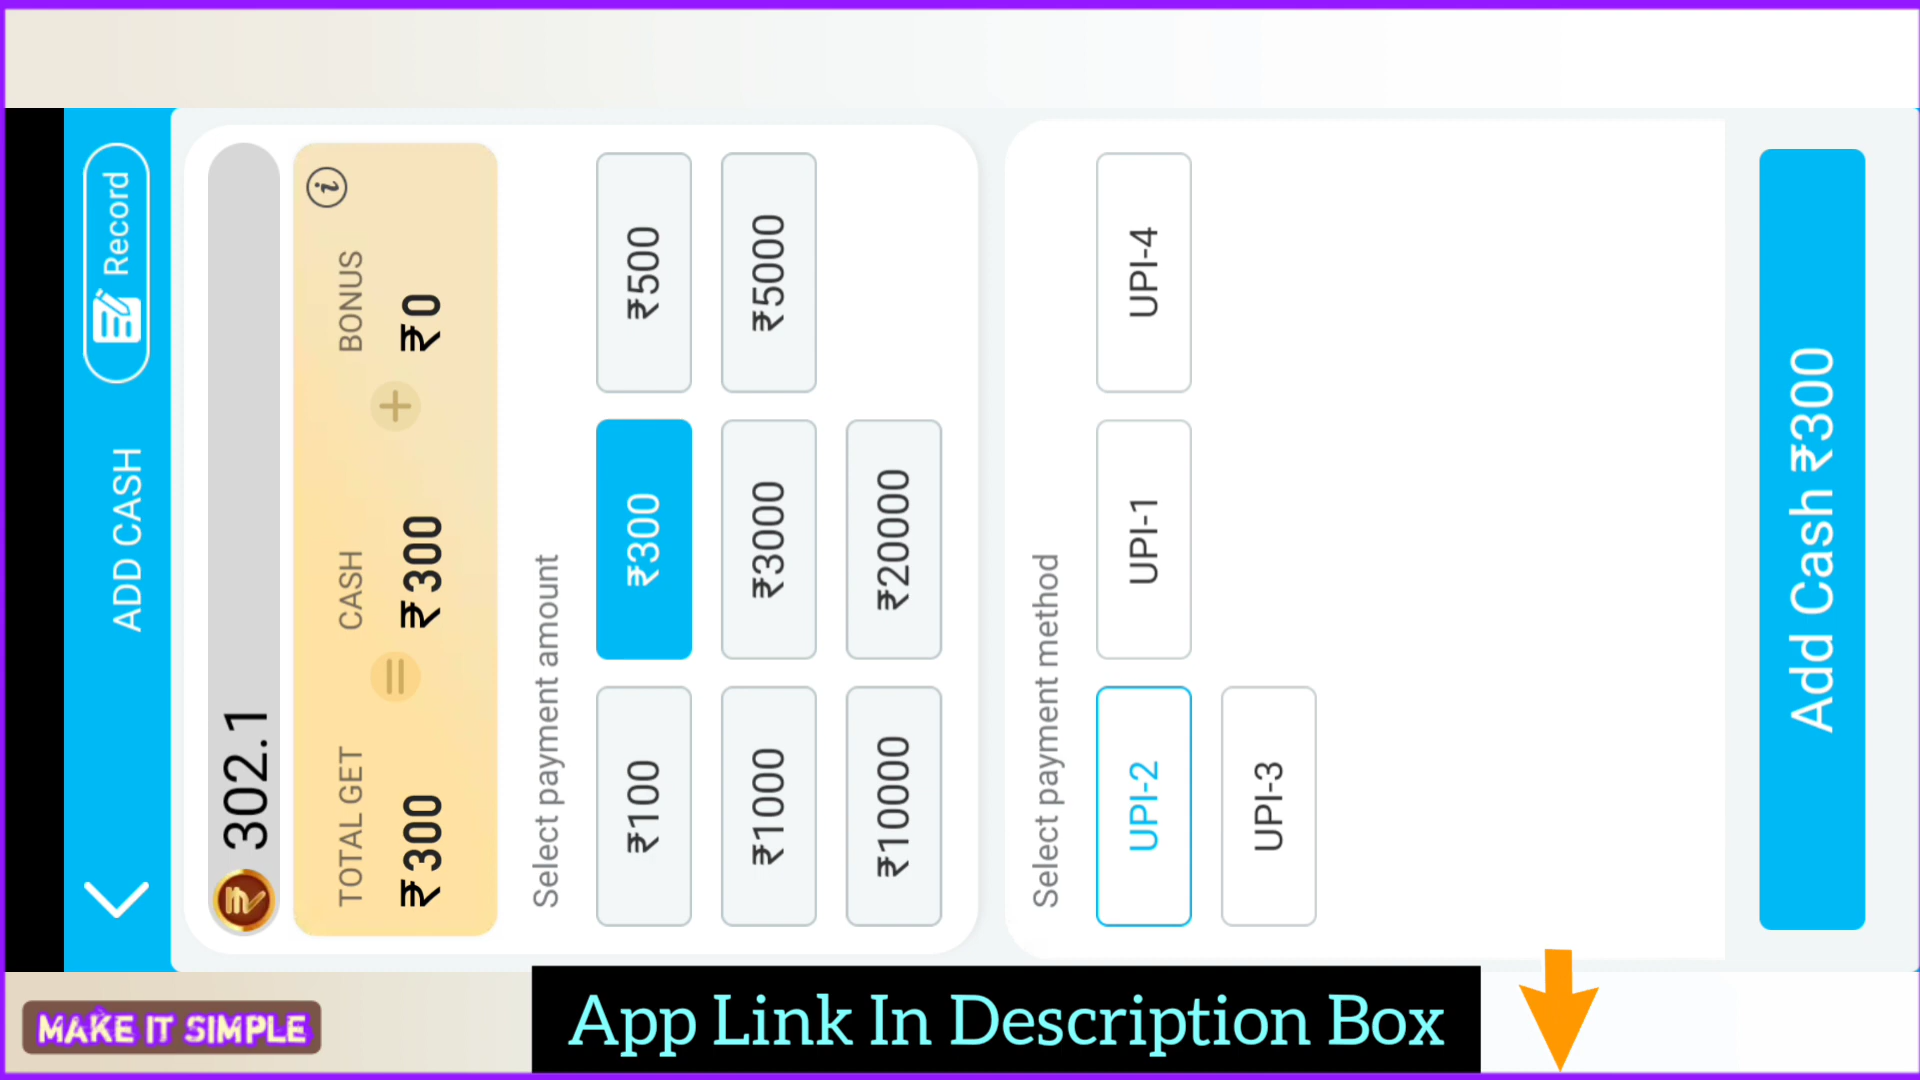 ADD CASH
Record
302.1
TOTAL GET
CASH
BONUS
₹300
=
₹300
+
₹0
i
Select payment amount
₹100
₹300
₹500
₹1000
₹3000
₹5000
₹10000
₹20000
Select payment method
UPI-2
UPI-1
UPI-4
UPI-3
Add Cash ₹300
MAKE IT SIMPLE
App Link In Description Box